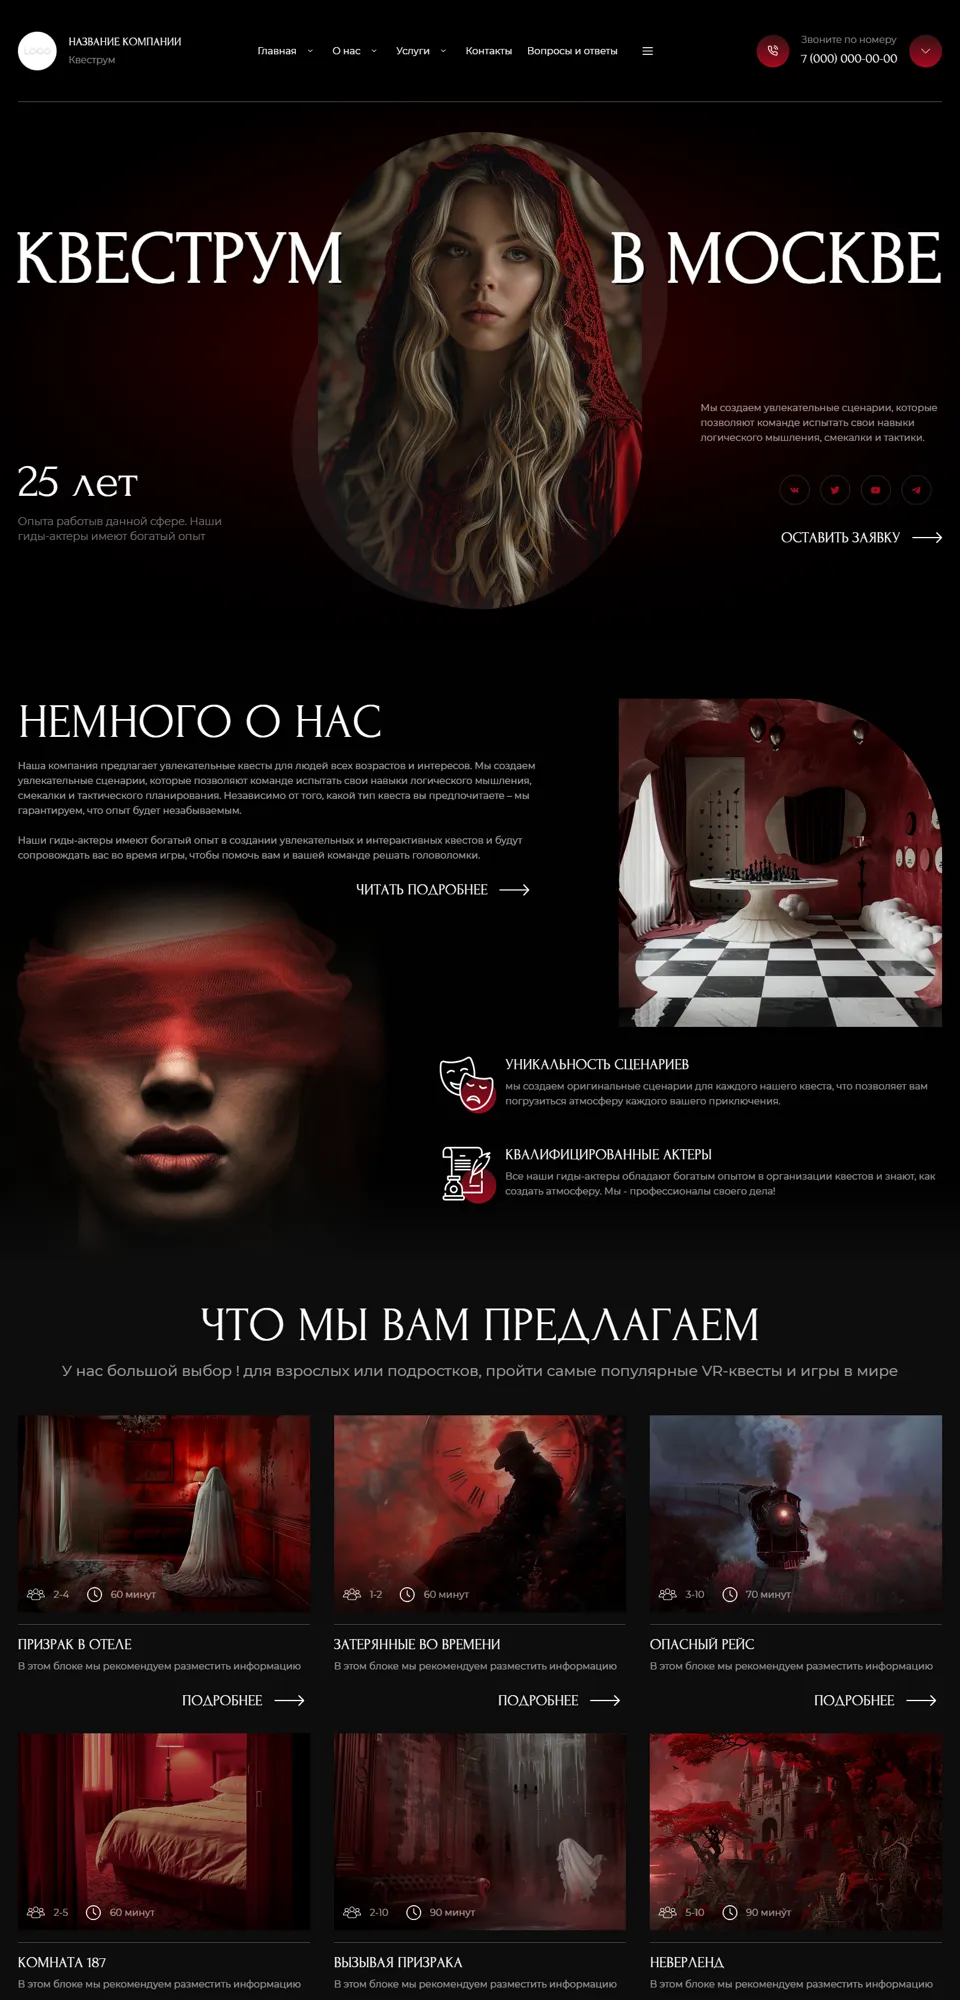 LOGO
НАЗВАНИЕ КОМПАНИИ
Квеструм
Главная
О нас
Услуги
Контакты
Вопросы и ответы
Звоните по номеру
7 (000) 000-00-00
КВЕСТРУМ
В МОСКВЕ
Мы создаем увлекательные сценарии, которые
позволяют команде испытать свои навыки
логического мышления, смекалки и тактики.
25 лет
Опыта работыв данной сфере. Наши
гиды-актеры имеют богатый опыт
ОСТАВИТЬ ЗАЯВКУ
НЕМНОГО О НАС
Наша компания предлагает увлекательные квесты для людей всех возрастов и интересов. Мы создаем
увлекательные сценарии, которые позволяют команде испытать свои навыки логического мышления,
смекалки и тактического планирования. Независимо от того, какой тип квеста вы предпочитаете – мы
гарантируем, что опыт будет незабываемым.
Наши гиды-актеры имеют богатый опыт в создании увлекательных и интерактивных квестов и будут
сопровождать вас во время игры, чтобы помочь вам и вашей команде решать головоломки.
ЧИТАТЬ ПОДРОБНЕЕ
УНИКАЛЬНОСТЬ СЦЕНАРИЕВ
мы создаем оригинальные сценарии для каждого нашего квеста, что позволяет вам
погрузиться атмосферу каждого вашего приключения.
КВАЛИФИЦИРОВАННЫЕ АКТЕРЫ
Все наши гиды-актеры обладают богатым опытом в организации квестов и знают, как
создать атмосферу. Мы - профессионалы своего дела!
ЧТО МЫ ВАМ ПРЕДЛАГАЕМ
У нас большой выбор ! для взрослых или подростков, пройти самые популярные VR-квесты и игры в мире
2-4
60 минут
1-2
60 минут
3-10
70 минут
ПРИЗРАК В ОТЕЛЕ
ЗАТЕРЯННЫЕ ВО ВРЕМЕНИ
ОПАСНЫЙ РЕЙС
В этом блоке мы рекомендуем разместить информацию
В этом блоке мы рекомендуем разместить информацию
В этом блоке мы рекомендуем разместить информацию
ПОДРОБНЕЕ
ПОДРОБНЕЕ
ПОДРОБНЕЕ
2-5
60 минут
2-10
90 минут
5-10
90 минут
КОМНАТА 187
ВЫЗЫВАЯ ПРИЗРАКА
НЕВЕРЛЕНД
В этом блоке мы рекомендуем разместить информацию
В этом блоке мы рекомендуем разместить информацию
В этом блоке мы рекомендуем разместить информацию